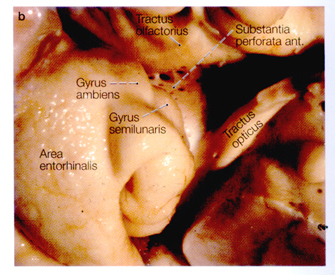 b
Tractus
olfactorius
Substantia
perforata ant.
Gyrus
ambiens
Gyrus
semilunaris
Tractus
opticus
Area
entorhinalis